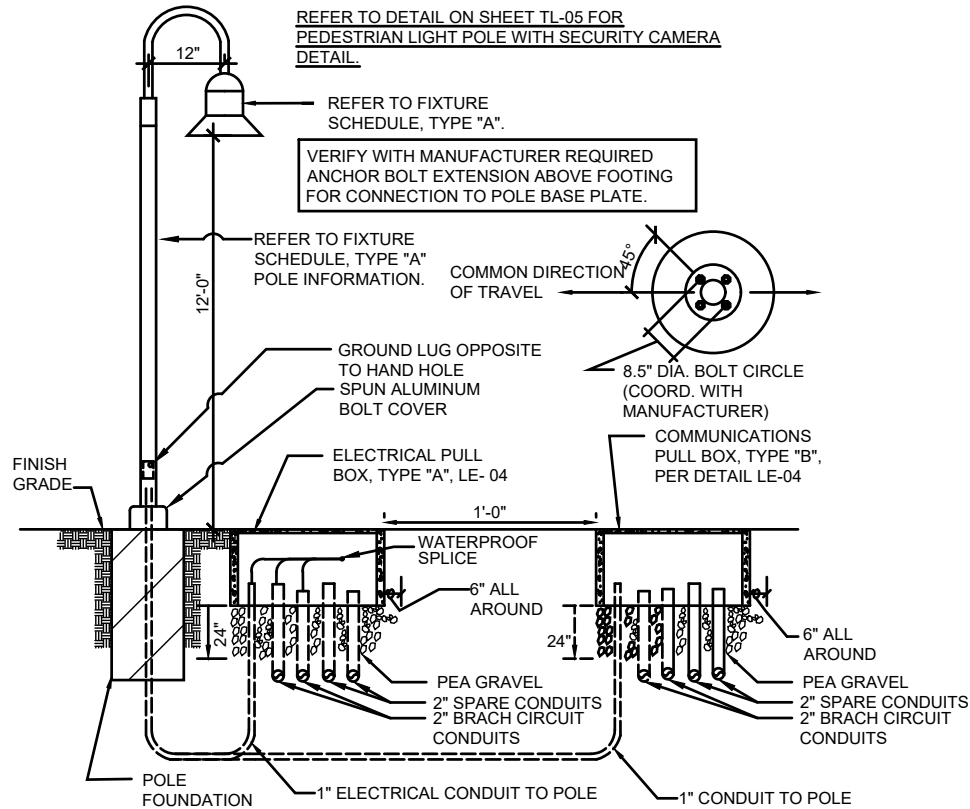 REFER TO DETAIL ON SHEET TL-05 FOR
PEDESTRIAN LIGHT POLE WITH SECURITY CAMERA
DETAIL.
12"
REFER TO FIXTURE
SCHEDULE, TYPE "A".
VERIFY WITH MANUFACTURER REQUIRED
ANCHOR BOLT EXTENSION ABOVE FOOTING
FOR CONNECTION TO POLE BASE PLATE.
REFER TO FIXTURE
SCHEDULE, TYPE "A"
POLE INFORMATION.
12'-0"
45°
COMMON DIRECTION
OF TRAVEL
8.5" DIA. BOLT CIRCLE
(COORD. WITH
MANUFACTURER)
GROUND LUG OPPOSITE
TO HAND HOLE
SPUN ALUMINUM
BOLT COVER
FINISH
GRADE
ELECTRICAL PULL
BOX, TYPE "A", LE- 04
COMMUNICATIONS
PULL BOX, TYPE "B",
PER DETAIL LE-04
1'-0"
WATERPROOF
SPLICE
6" ALL
AROUND
24"
24"
6" ALL
AROUND
PEA GRAVEL
2" SPARE CONDUITS
2" BRACH CIRCUIT
CONDUITS
PEA GRAVEL
2" SPARE CONDUITS
2" BRACH CIRCUIT
CONDUITS
POLE
FOUNDATION
1" ELECTRICAL CONDUIT TO POLE
1" CONDUIT TO POLE